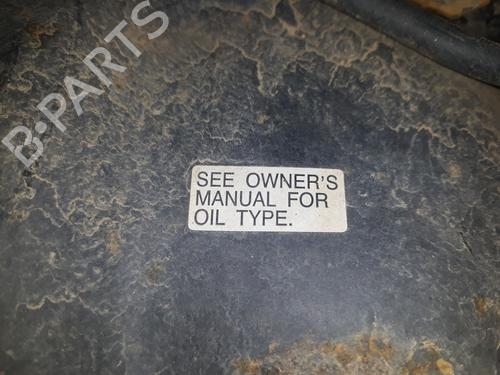 B-PARTS
SEE OWNER'S
MANUAL FOR
OIL TYPE.